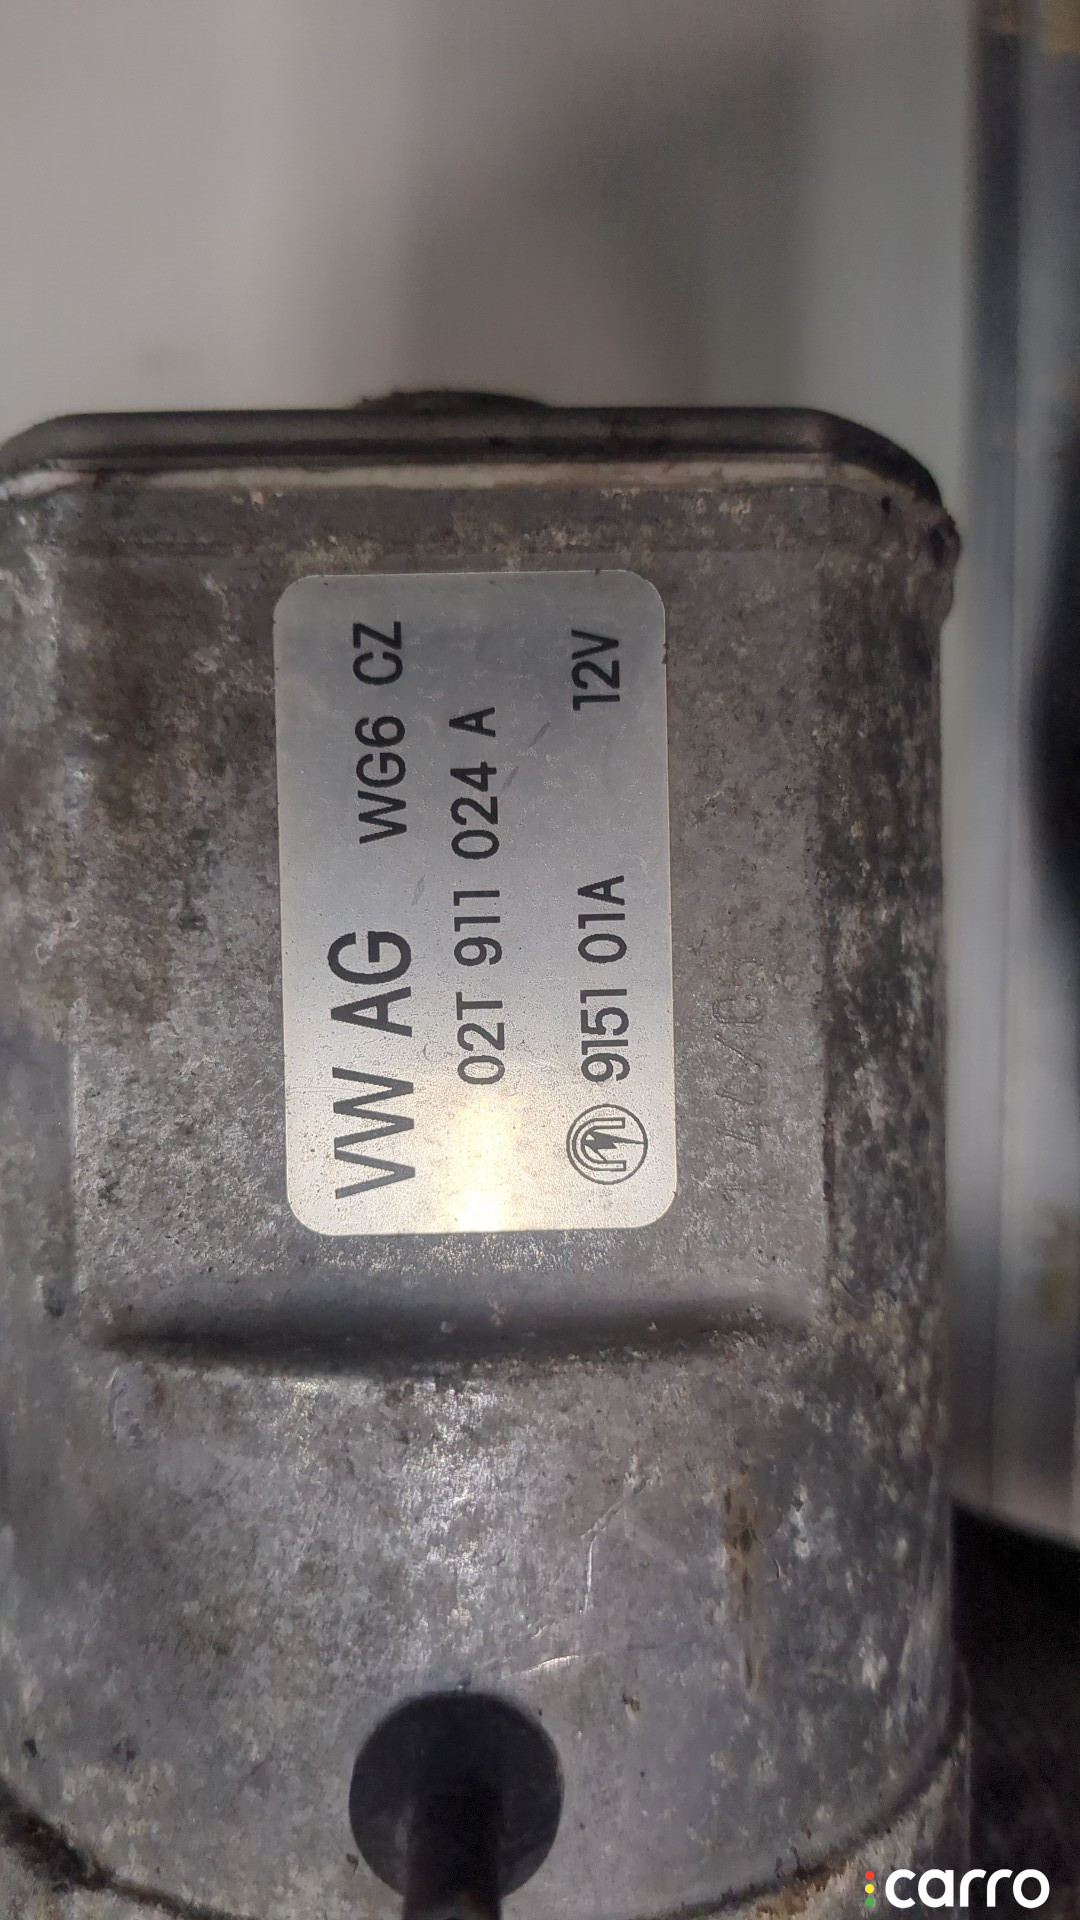 VW AG WG6 CZ
02T 911 024 A
9151 01A 12V
carro